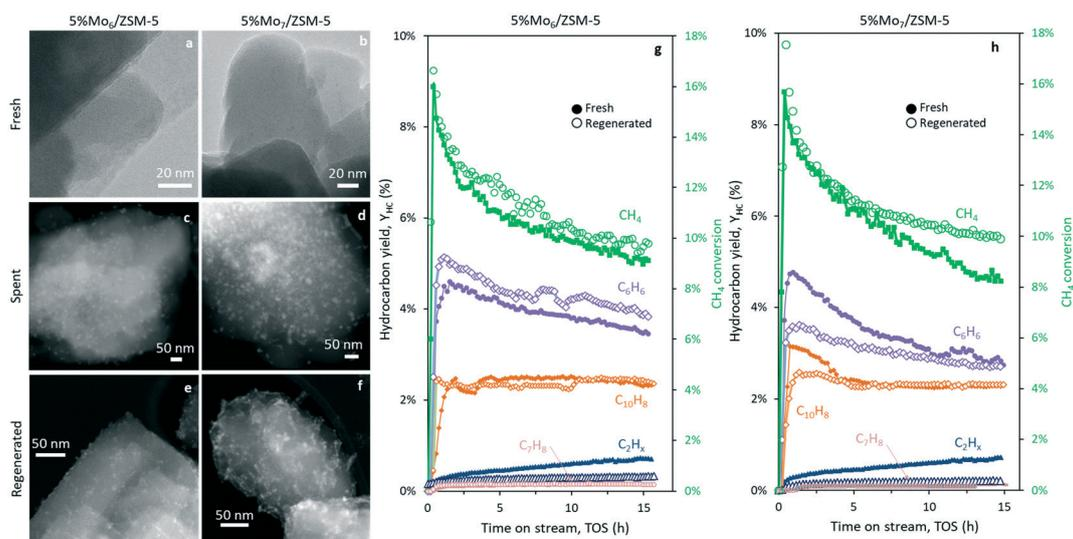 5%Mo₆/ZSM-5
5%Mo₇/ZSM-5
Fresh
a
20 nm
b
20 nm
Spent
c
50 nm
d
50 nm
Regenerated
e
50 nm
f
50 nm
5%Mo₆/ZSM-5
g
Hydrocarbon yield, Y_HC (%)
10%
8%
6%
4%
2%
0%
Fresh
Regenerated
CH₄
C₆H₆
C₁₀H₈
C₇H₈
C₂Hₓ
18%
16%
14%
12%
10%
8%
6%
4%
2%
0%
CH₄ conversion
0
5
10
15
Time on stream, TOS (h)
5%Mo₇/ZSM-5
h
Hydrocarbon yield, Y_HC (%)
10%
8%
6%
4%
2%
0%
Fresh
Regenerated
CH₄
C₆H₆
C₁₀H₈
C₇H₈
C₂Hₓ
18%
16%
14%
12%
10%
8%
6%
4%
2%
0%
CH₄ conversion
0
5
10
15
Time on stream, TOS (h)